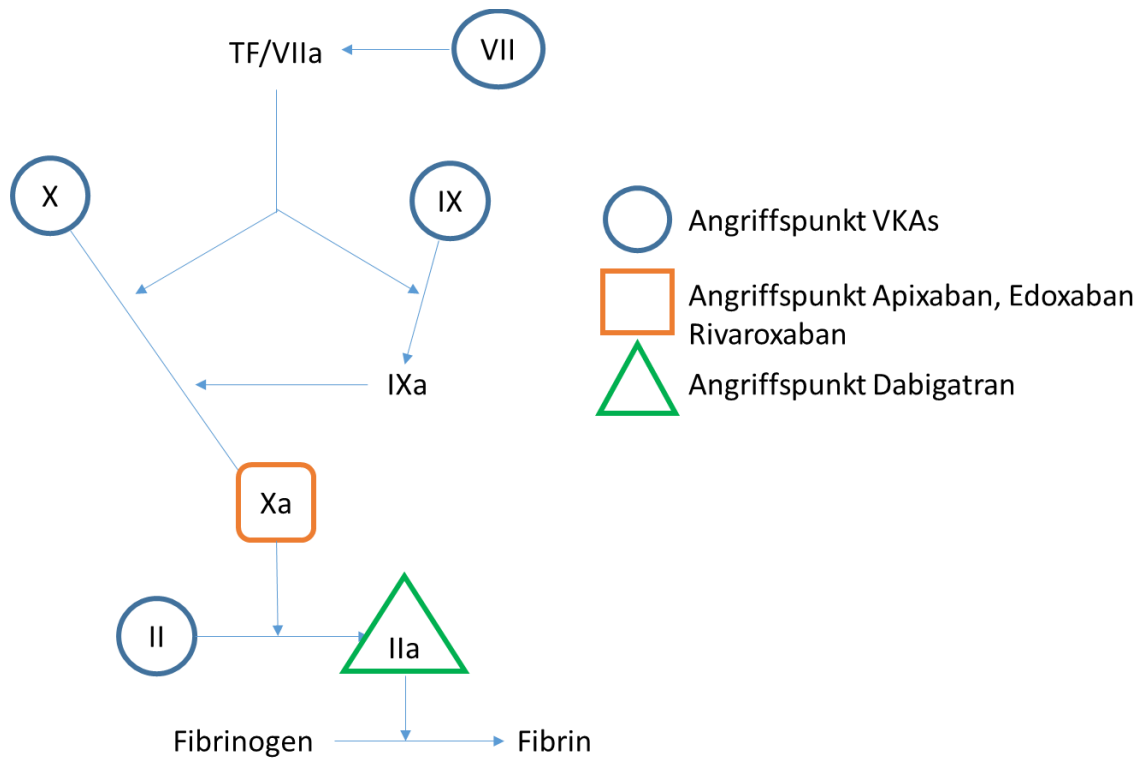 TF/VIIa
VII
X
IX
Angriffspunkt VKAs
Angriffspunkt Apixaban, Edoxaban
Rivaroxaban
IXa
Angriffspunkt Dabigatran
Xa
II
IIa
Fibrinogen
Fibrin